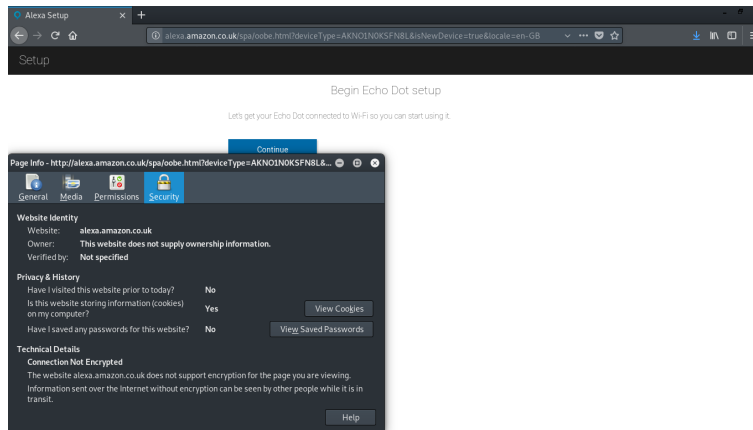 Alexa Setup
alexa.amazon.co.uk/spa/oobe.html?deviceType=AKNO1N0KSFN8L&isNewDevice=true&locale=en-GB
Setup
Begin Echo Dot setup
Let's get your Echo Dot connected to Wi-Fi so you can start using it.
Continue
Page Info - http://alexa.amazon.co.uk/spa/oobe.html?deviceType=AKNO1N0KSFN8L&...
General Media Permissions Security
Website Identity
Website: alexa.amazon.co.uk
Owner: This website does not supply ownership information.
Verified by: Not specified
Privacy & History
Have I visited this website prior to today? No
Is this website storing information (cookies)
on my computer? Yes View Cookies
Have I saved any passwords for this website? No View Saved Passwords
Technical Details
Connection Not Encrypted
The website alexa.amazon.co.uk does not support encryption for the page you are viewing.
Information sent over the Internet without encryption can be seen by other people while it is in
transit.
Help